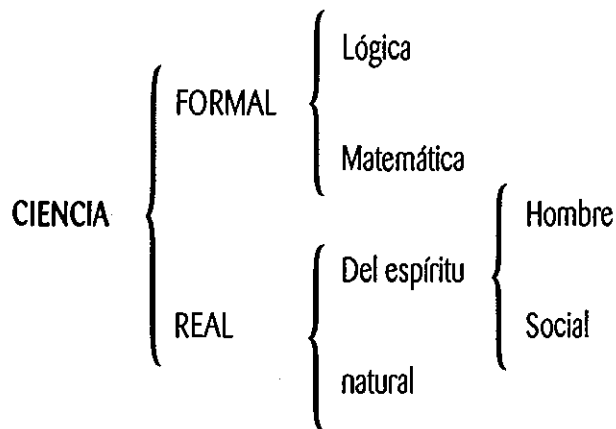 Lógica
FORMAL
Matemática
CIENCIA
Hombre
Del espíritu
REAL
Social
natural